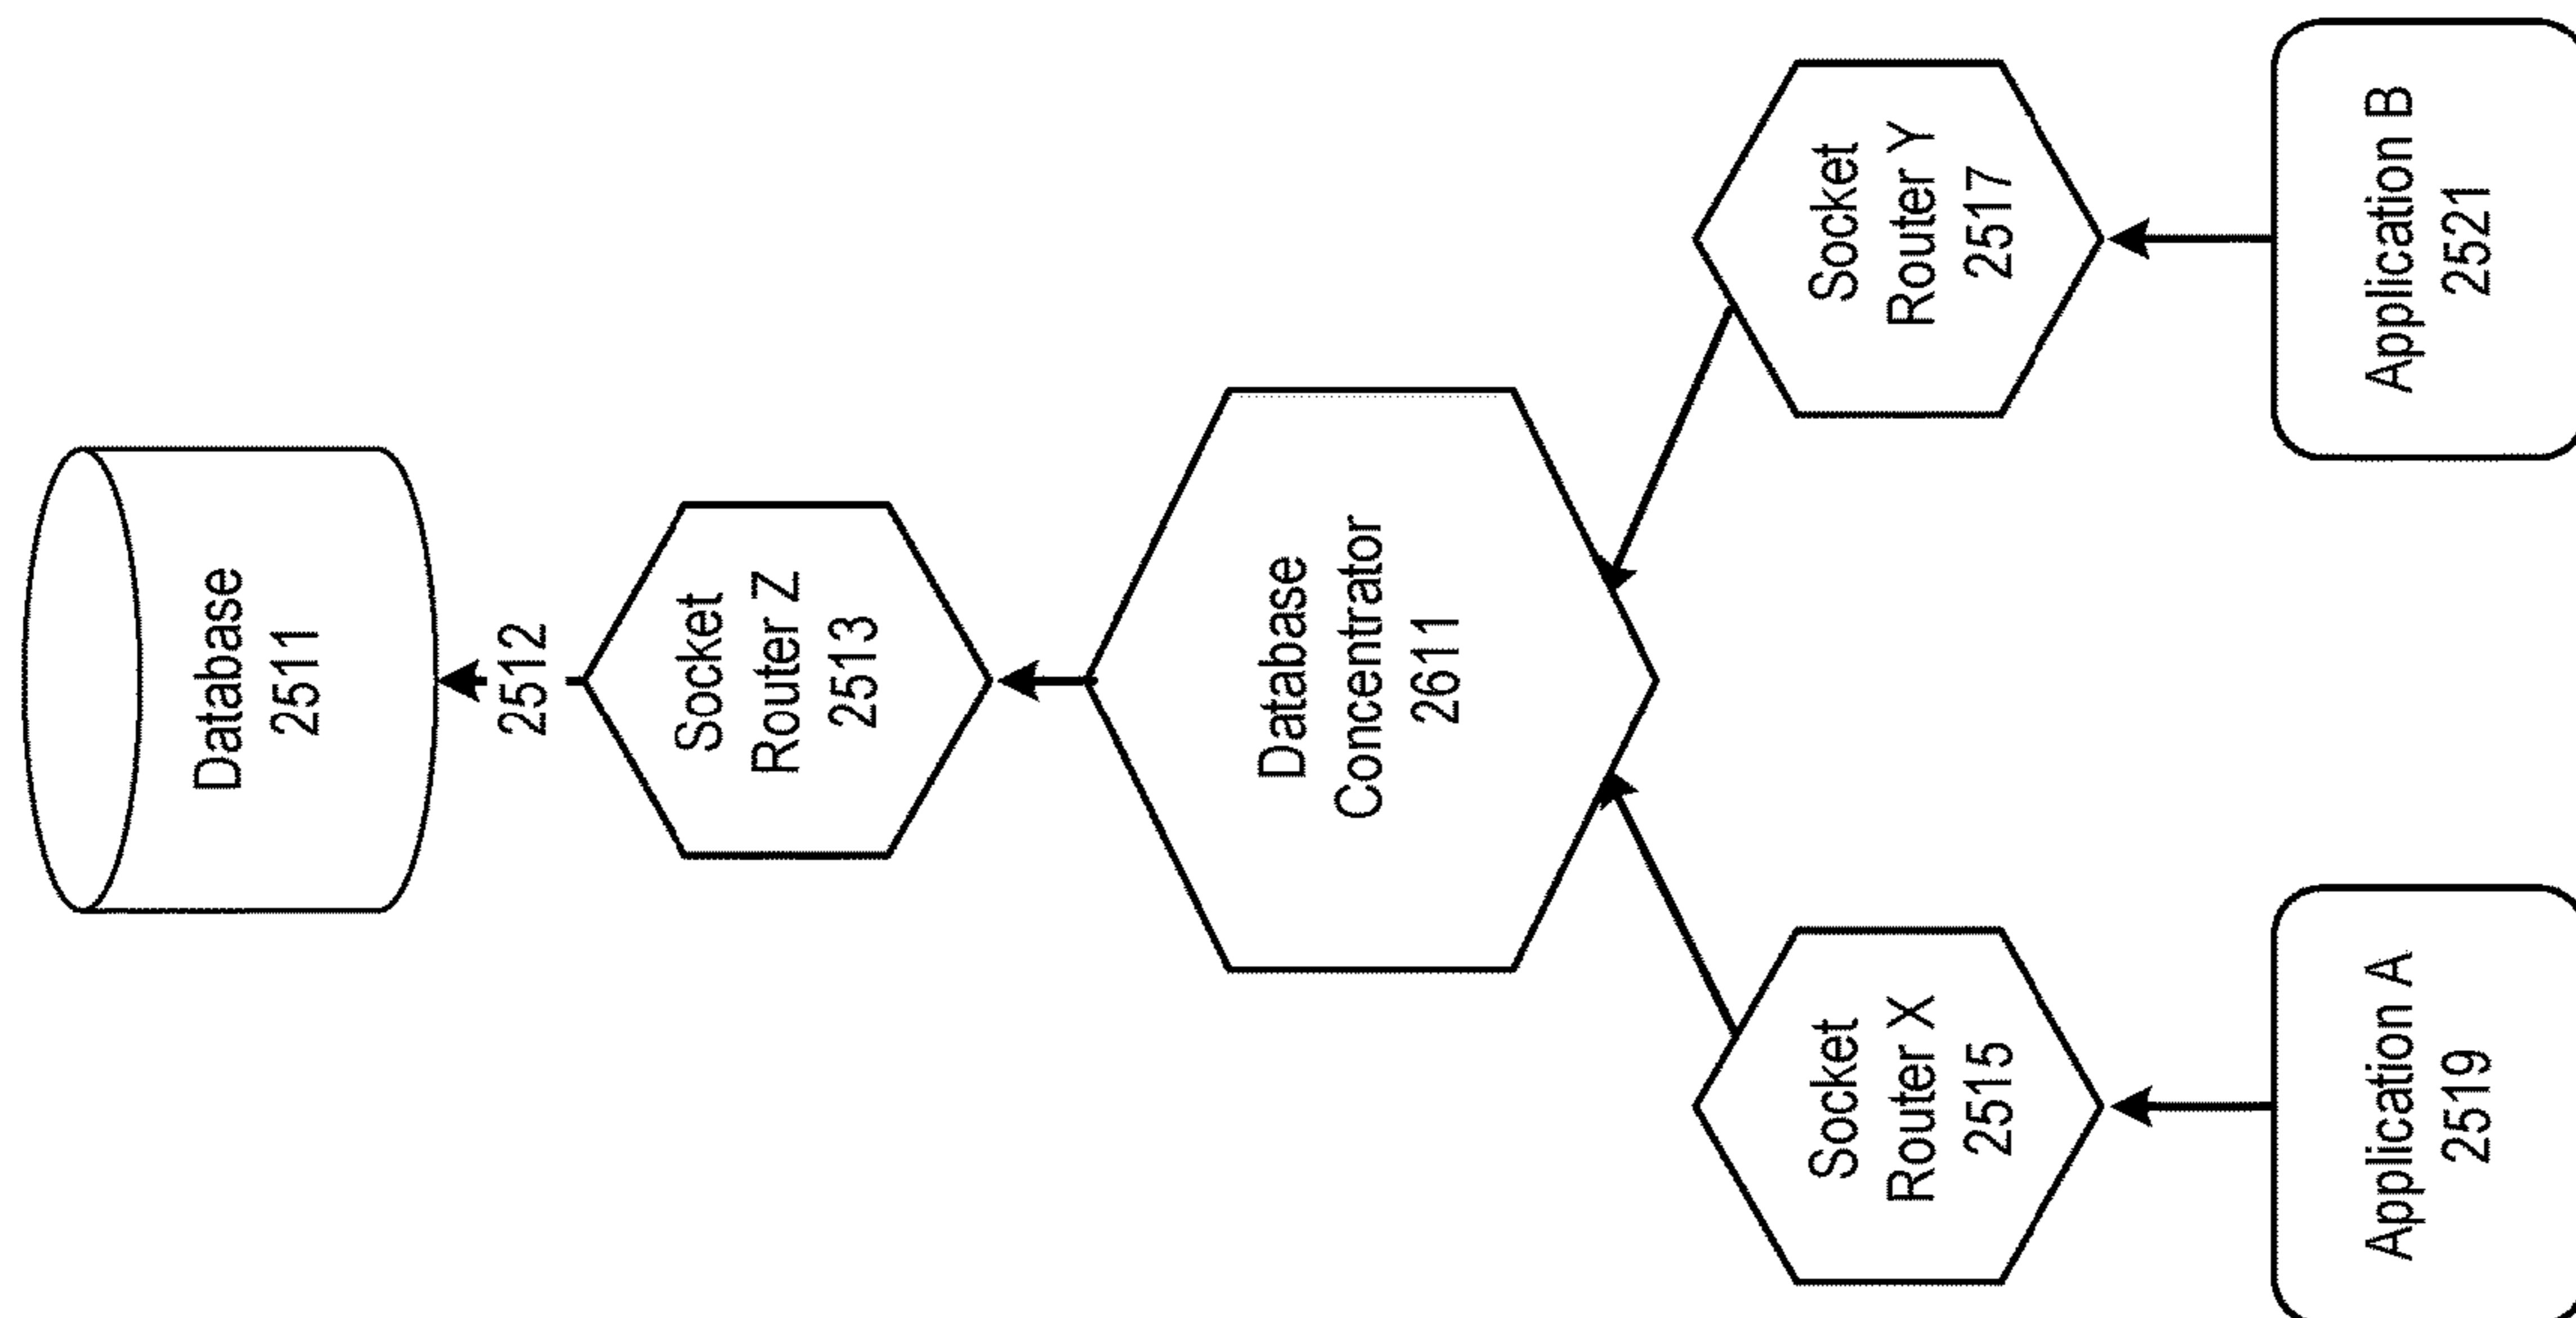 Database
2511
2512
Socket
Router Z
2513
Database
Concentrator
2611
Socket
Router X
2515
Socket
Router Y
2517
Application A
2519
Application B
2521